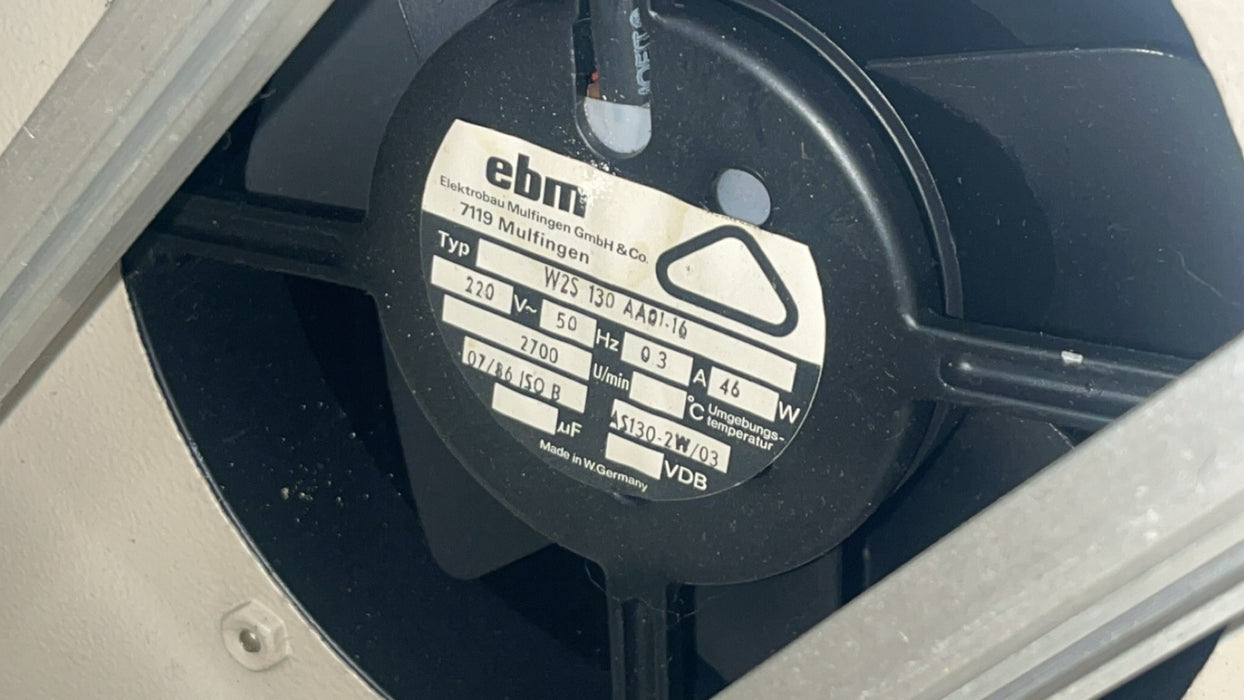 ebm
Elektrobau Mulfingen GmbH & Co.
7119 Mulfingen
Typ W2S 130 AA01-16
220 V~ 50 Hz 0.3 A 46 W
2700 U/min °C Umgebungs-
temperatur
07/86 ISO B AS130-2W/03
µF VDB
Made in W.Germany